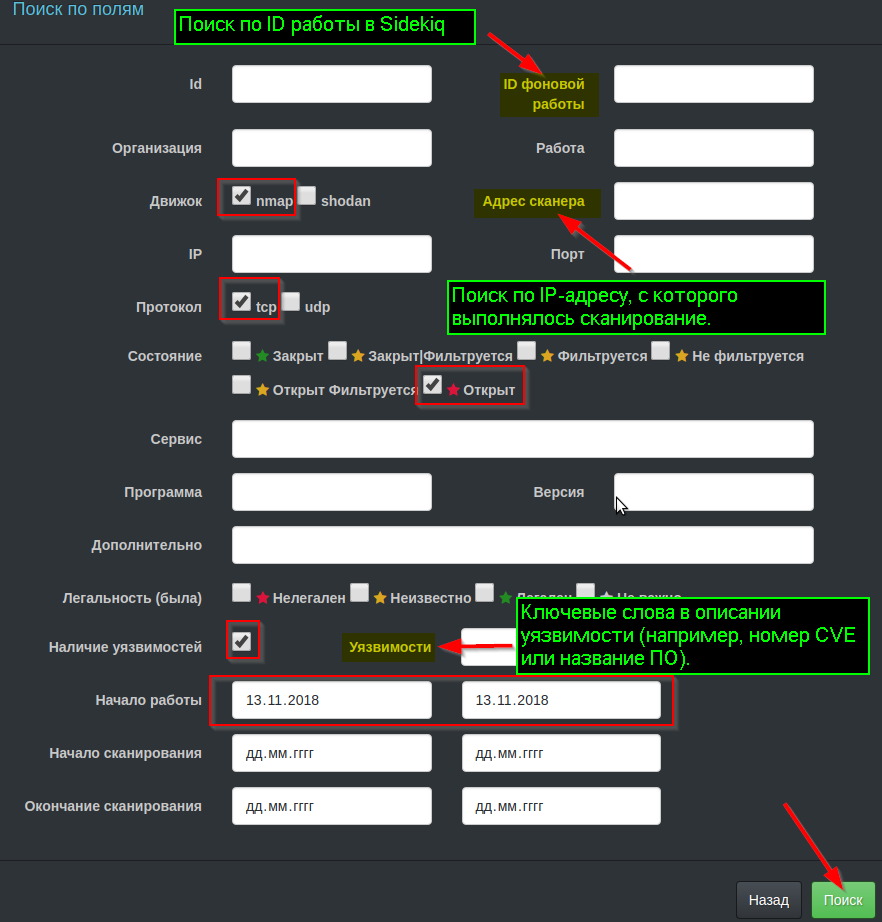 Поиск по полям
Поиск по ID работы в Sidekiq
Id
ID фоновой
работы
Организация
Работа
Движок nmap shodan
Адрес сканера
IP
Порт
Поиск по IP-адресу, с которого
выполнялось сканирование.
Протокол tcp udp
Состояние Закрыт Закрыт|Фильтруется Фильтруется Не фильтруется
Открыт Фильтруется Открыт
Сервис
Программа
Версия
Дополнительно
Легальность (была) Нелегален Неизвестно Легален Не важно
Ключевые слова в описании
уязвимости (например, номер CVE
или название ПО).
Наличие уязвимостей
Уязвимости
Начало работы 13.11.2018 13.11.2018
Начало сканирования дд.мм.гггг дд.мм.гггг
Окончание сканирования дд.мм.гггг дд.мм.гггг
Назад Поиск